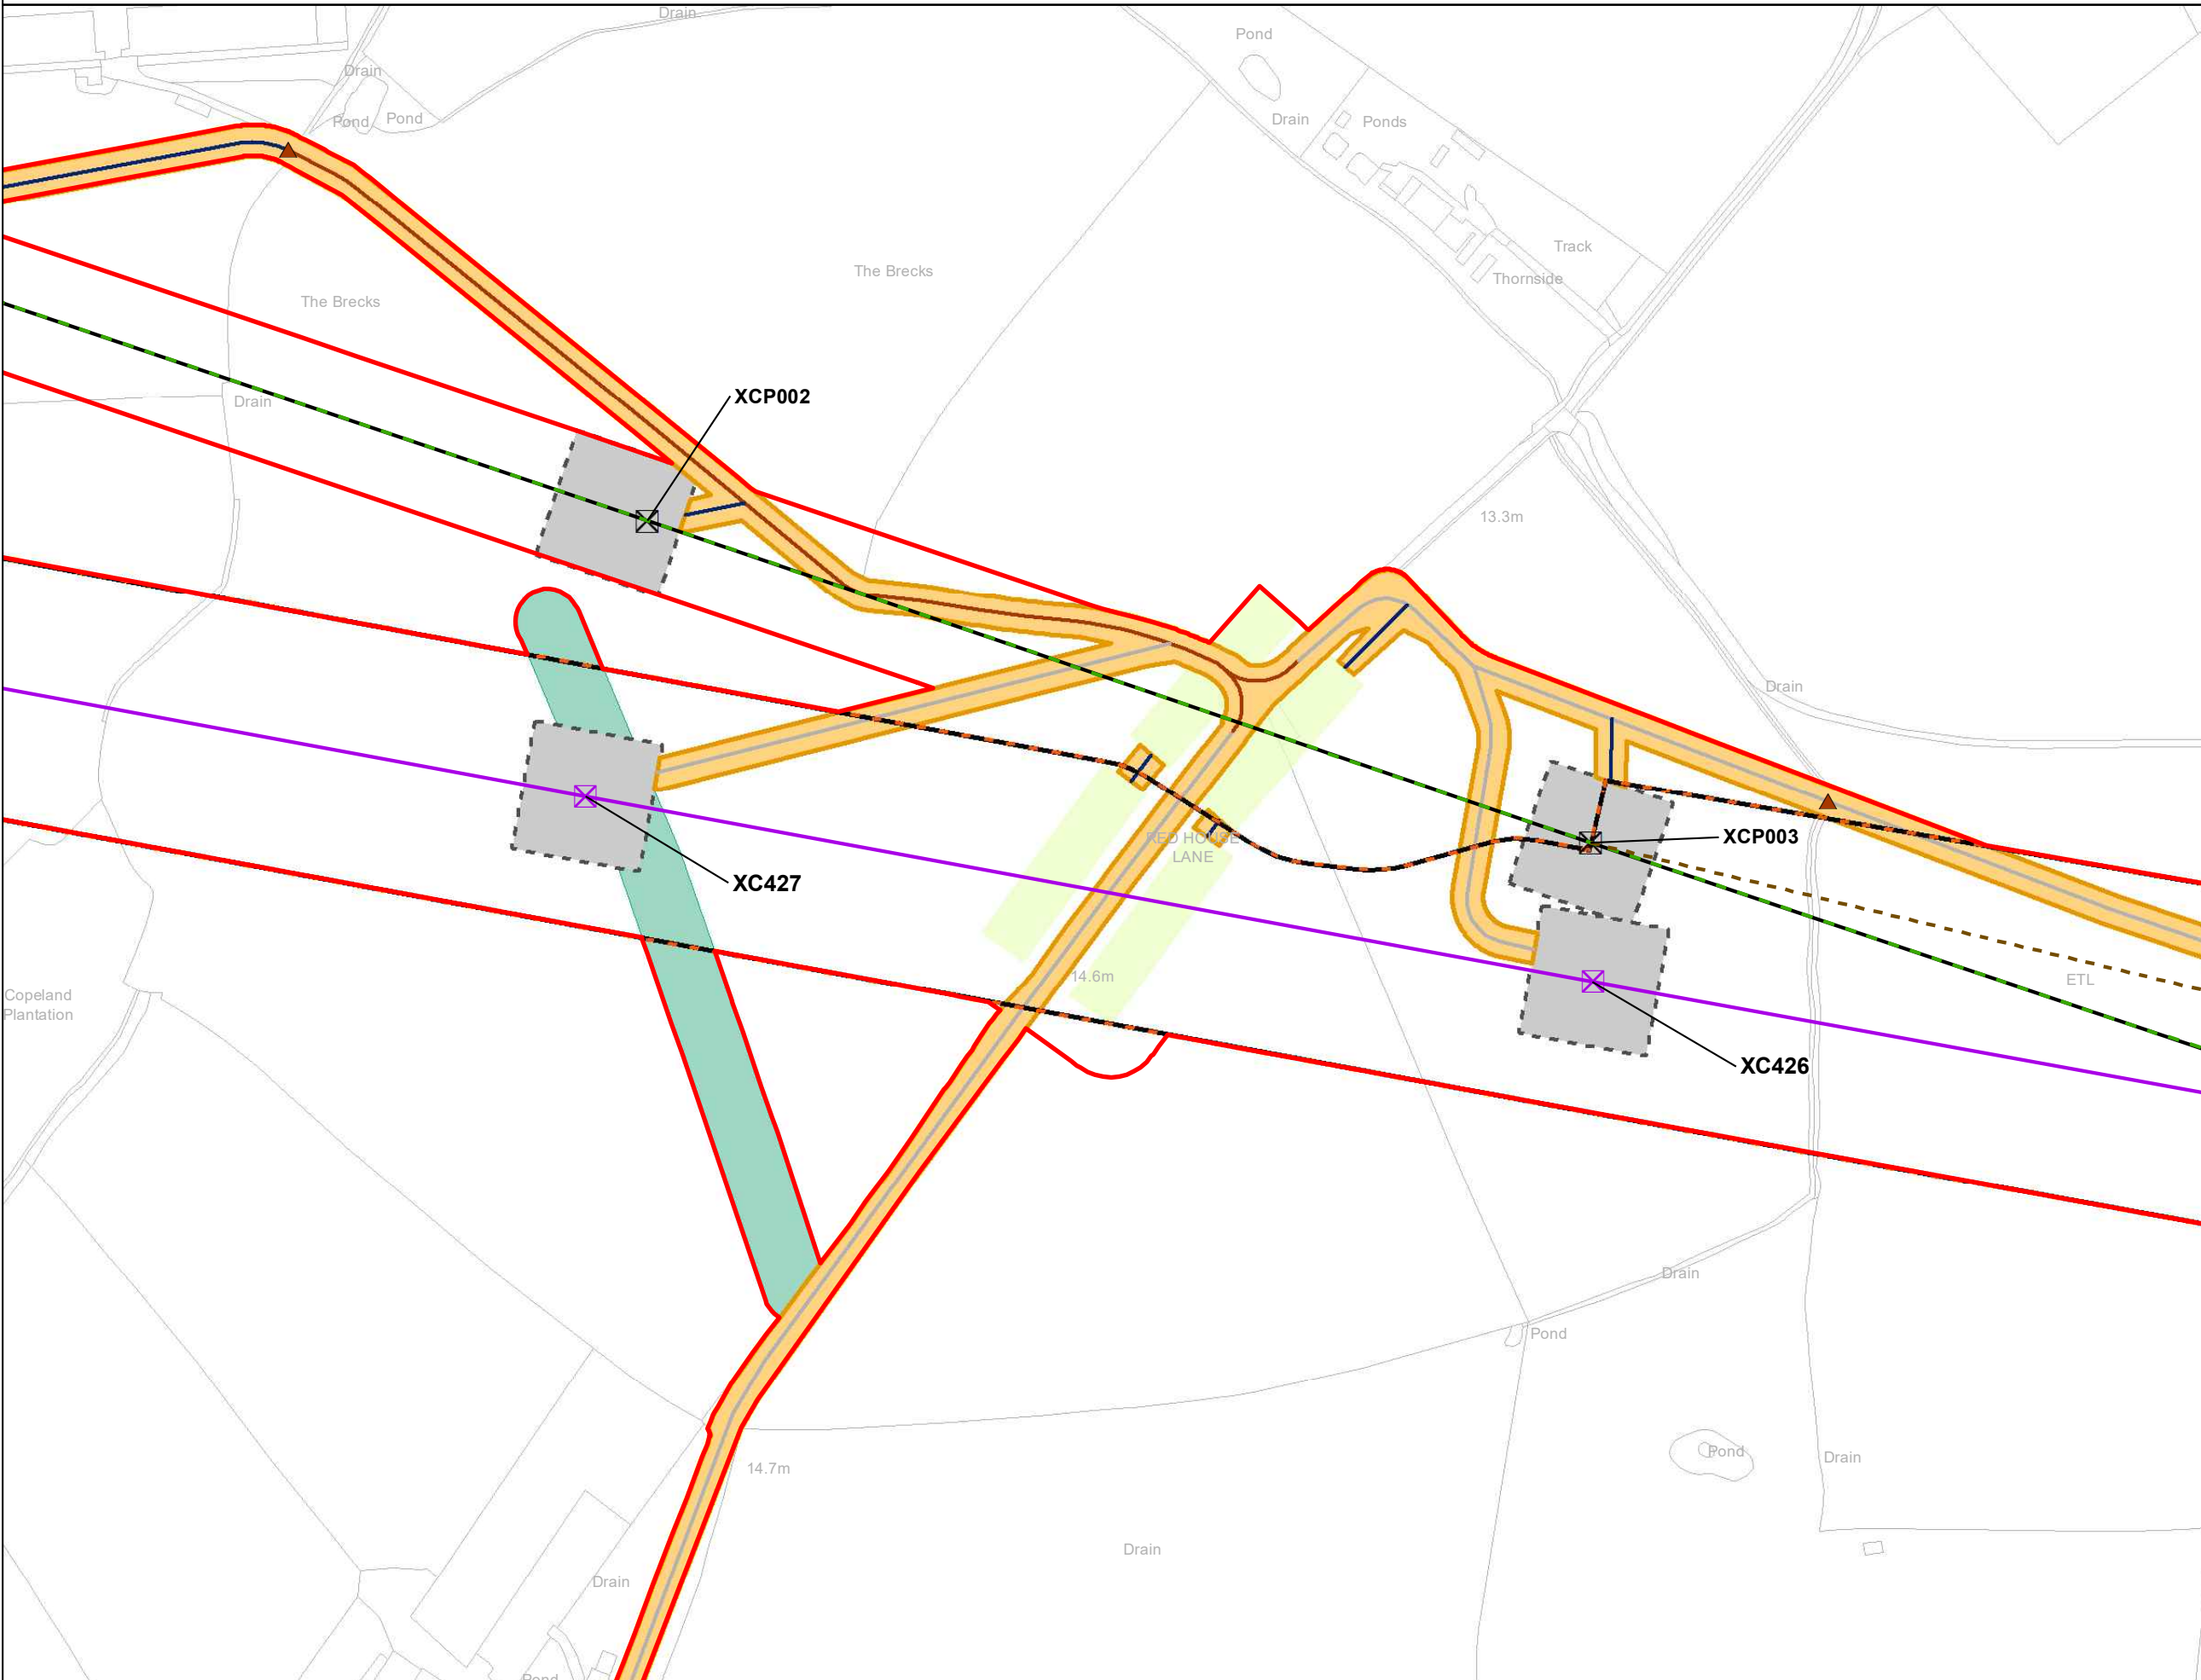 Drain
Pond
Drain
Pond
Pond
Drain
Ponds
Track
The Brecks
Thornside
The Brecks
XCP002
Drain
13.3m
Drain
RED HOUSE
LANE
XCP003
XC427
14.6m
ETL
Copeland
Plantation
XC426
Drain
Pond
Pond
Drain
14.7m
Drain
Drain
Pond